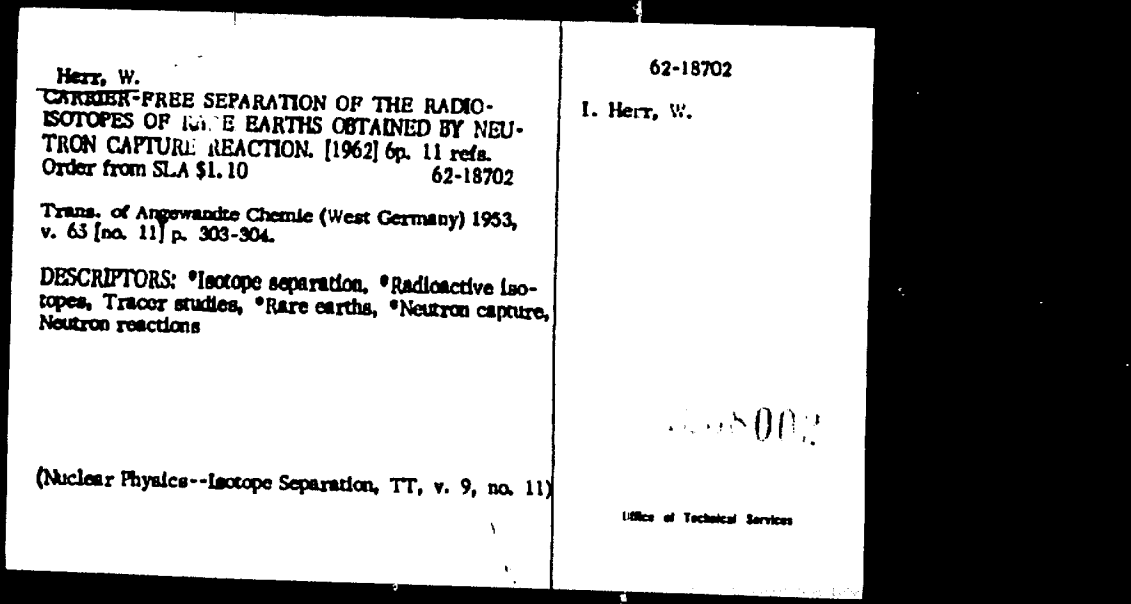 Herr, W.
CARRIER-FREE SEPARATION OF THE RADIO-
ISOTOPES OF RARE EARTHS OBTAINED BY NEU-
TRON CAPTURE REACTION. [1962] 6p. 11 refs.
Order from SLA $1.10 62-18702
Trans. of Angewandte Chemie (West Germany) 1953,
v. 63 [no. 11] p. 303-304.
DESCRIPTORS: *Isotope separation, *Radioactive iso-
topes, Tracer studies, *Rare earths, *Neutron capture,
Neutron reactions
(Nuclear Physics--Isotope Separation, TT, v. 9, no. 11)
62-18702
I. Herr, W.
Office of Technical Services